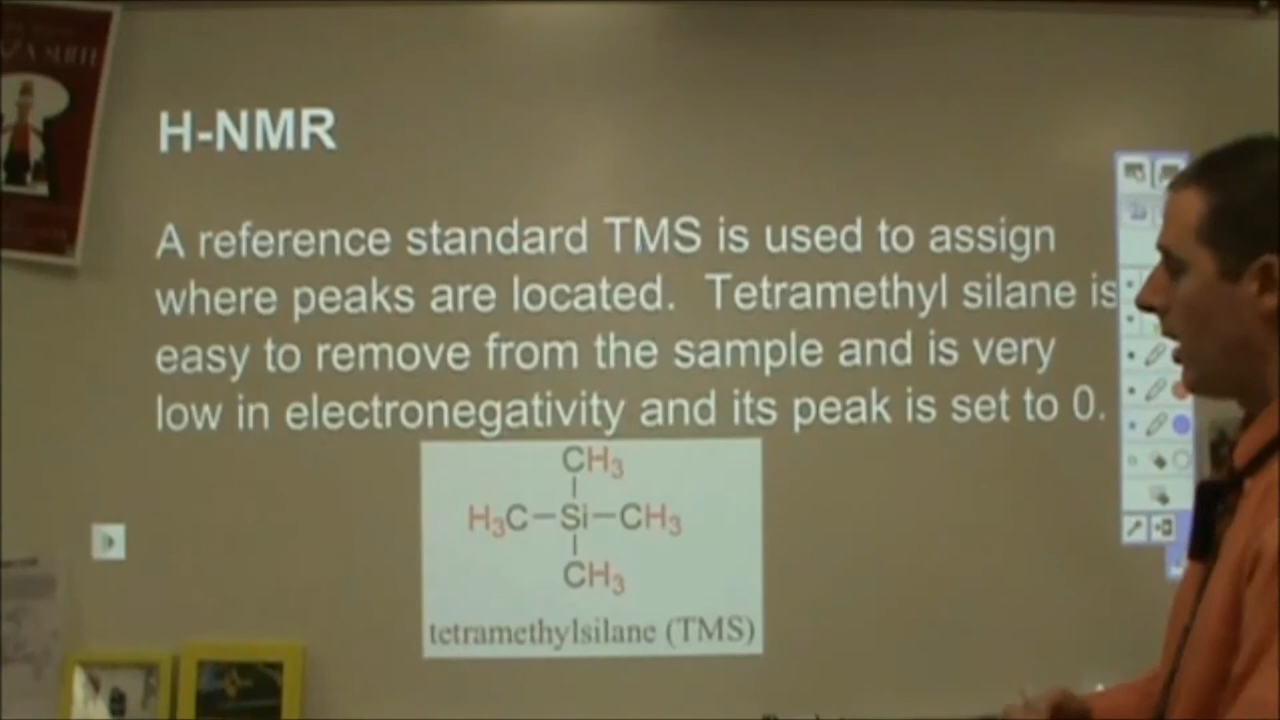 H-NMR
A reference standard TMS is used to assign
where peaks are located. Tetramethyl silane is
easy to remove from the sample and is very
low in electronegativity and its peak is set to 0.
CH3
H3C-Si-CH3
CH3
tetramethylsilane (TMS)